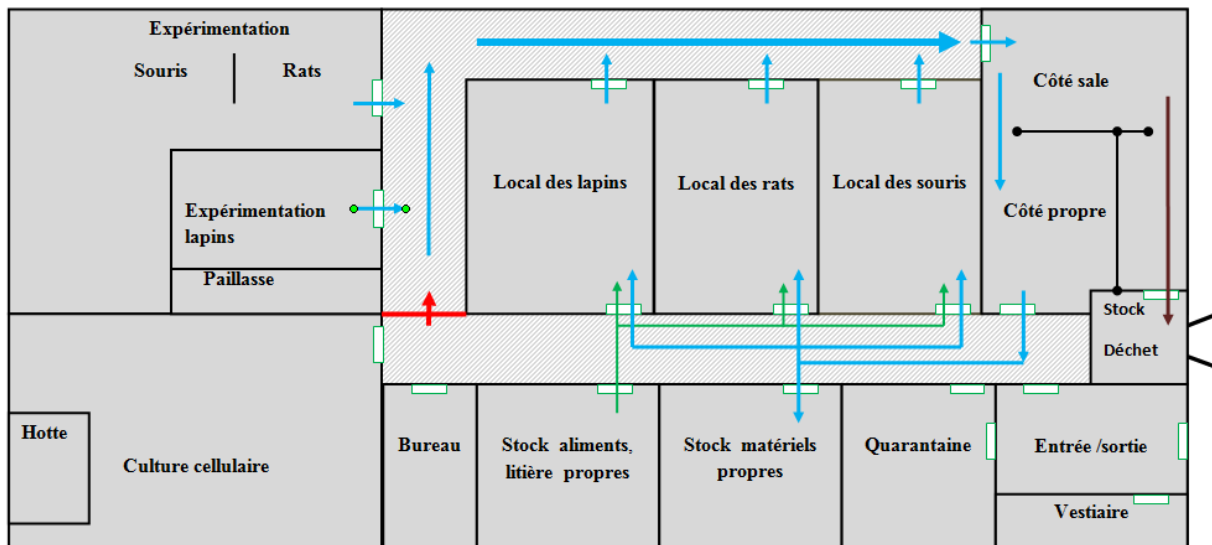 Expérimentation
Souris
Rats
Côté sale
Local des lapins
Local des rats
Local des souris
Expérimentation
lapins
Côté propre
Paillasse
Stock
Déchet
Hotte
Culture cellulaire
Bureau
Stock aliments,
litière propres
Stock matériels
propres
Quarantaine
Entrée /sortie
Vestiaire